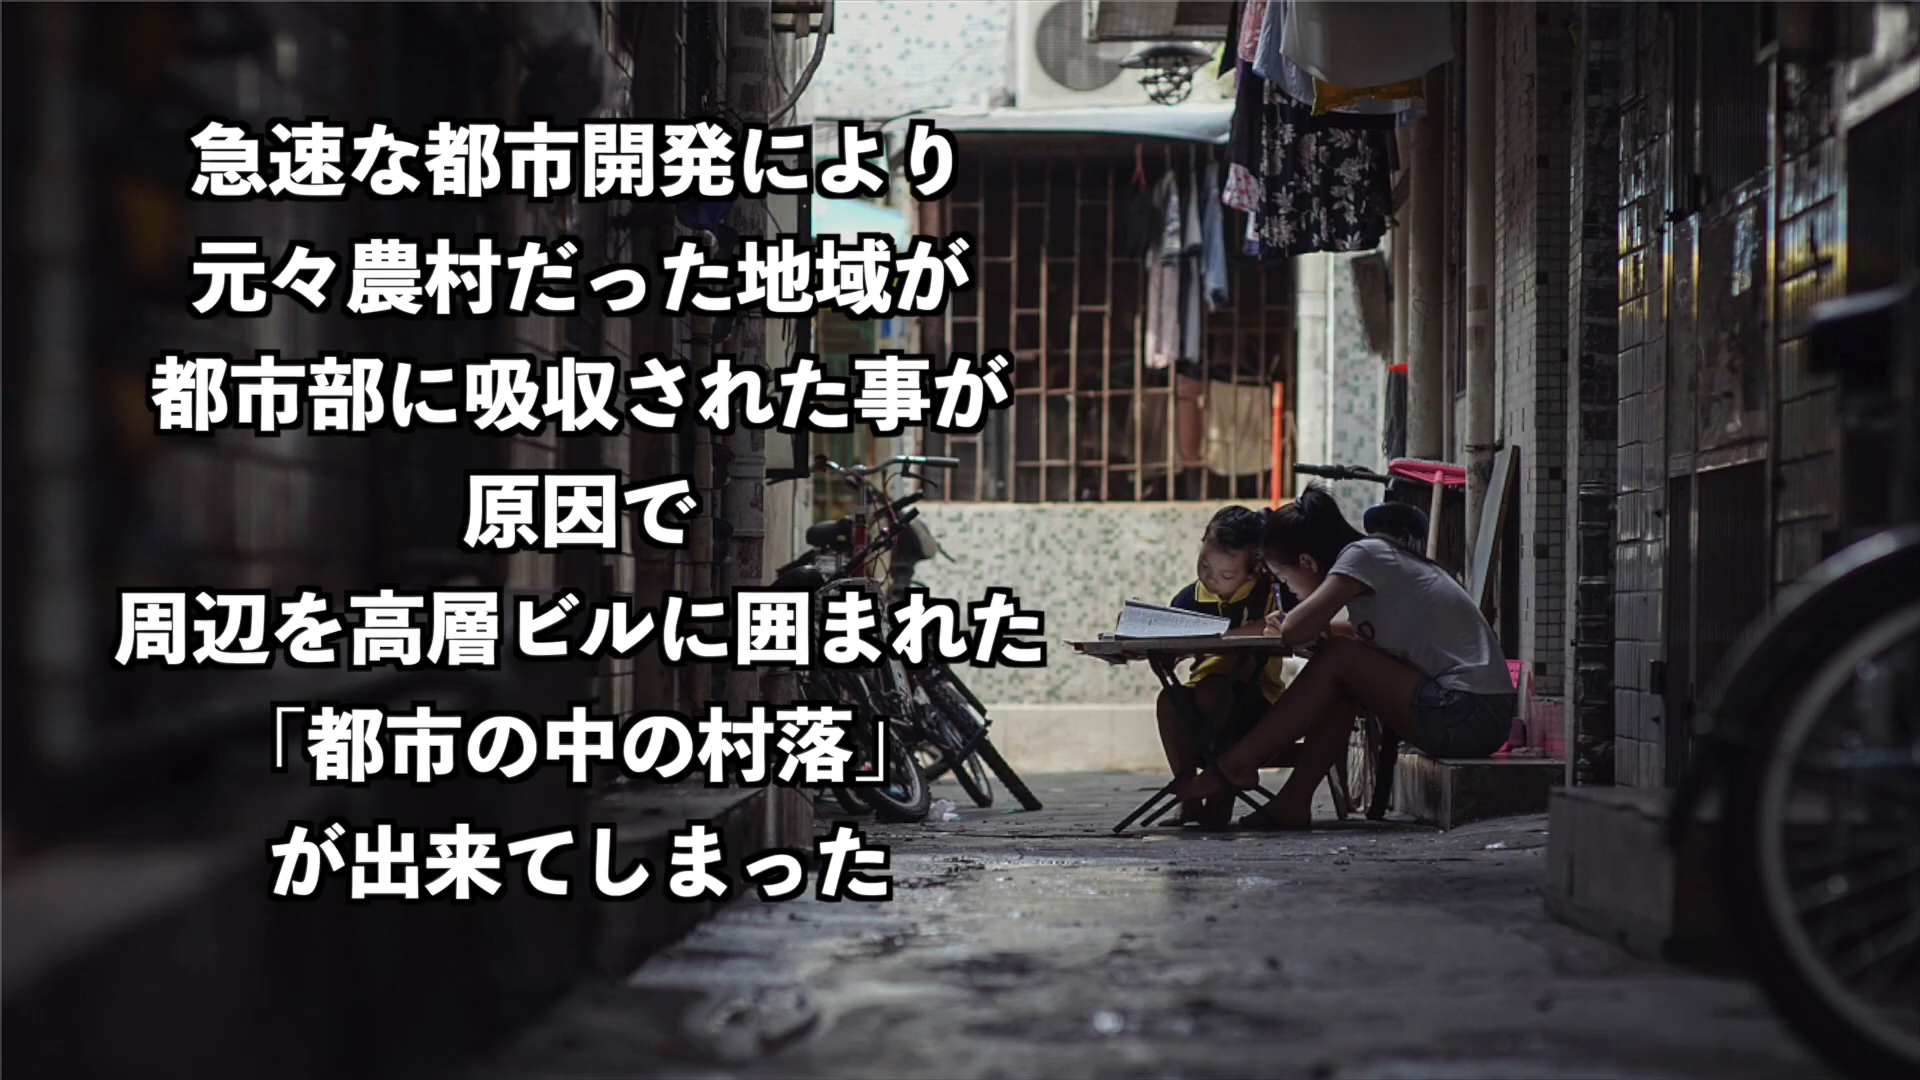 急速な都市開発により
元々農村だった地域が
都市部に吸収された事が
原因で
周辺を高層ビルに囲まれた
「都市の中の村落」
が出来てしまった